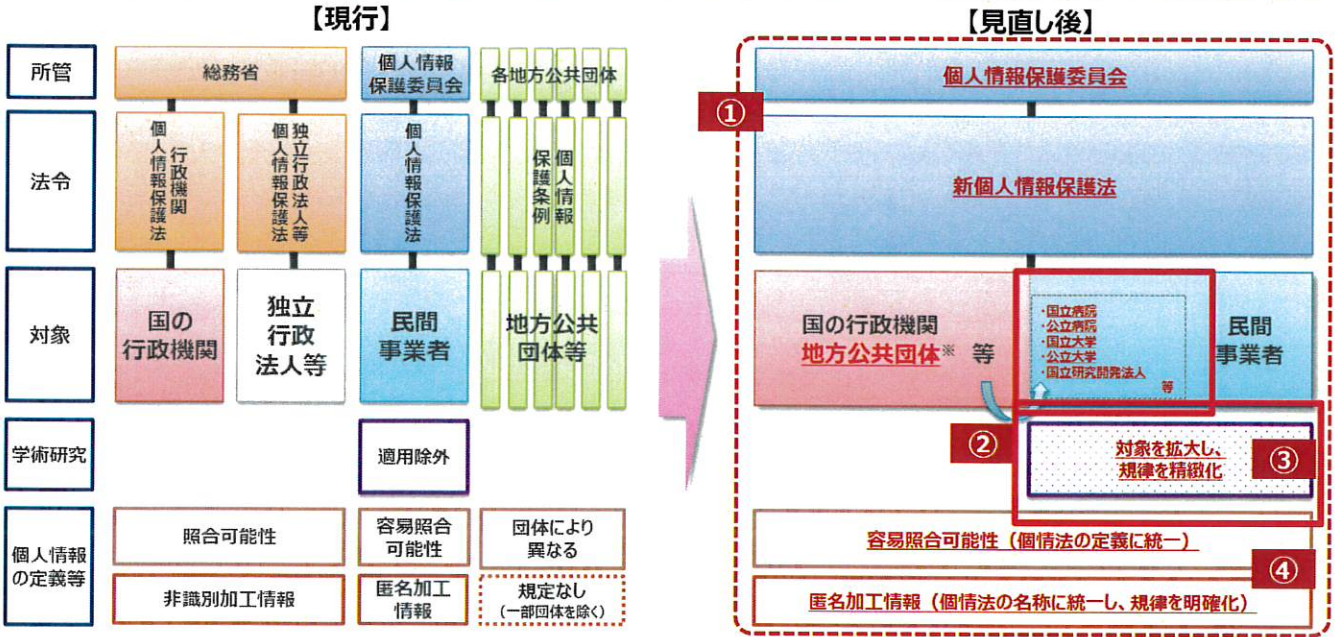 【現行】
所管
総務省
個人情報
保護委員会
各地方公共団体
法令
行政機関
個人情報保護法
独立行政法人等
個人情報保護法
個人情報保護法
個人情報
保護条例
対象
国の
行政機関
独立
行政
法人等
民間
事業者
地方公共
団体等
学術研究
適用除外
個人情報
の定義等
照合可能性
容易照合
可能性
団体により
異なる
非識別加工情報
匿名加工
情報
規定なし
(一部団体を除く)
【見直し後】
①
個人情報保護委員会
新個人情報保護法
国の行政機関
地方公共団体※ 等
・国立病院
・公立病院
・国立大学
・公立大学
・国立研究開発法人
等
民間
事業者
②
対象を拡大し、
規律を精緻化
③
容易照合可能性（個情法の定義に統一）
④
匿名加工情報（個情法の名称に統一し、規律を明確化）